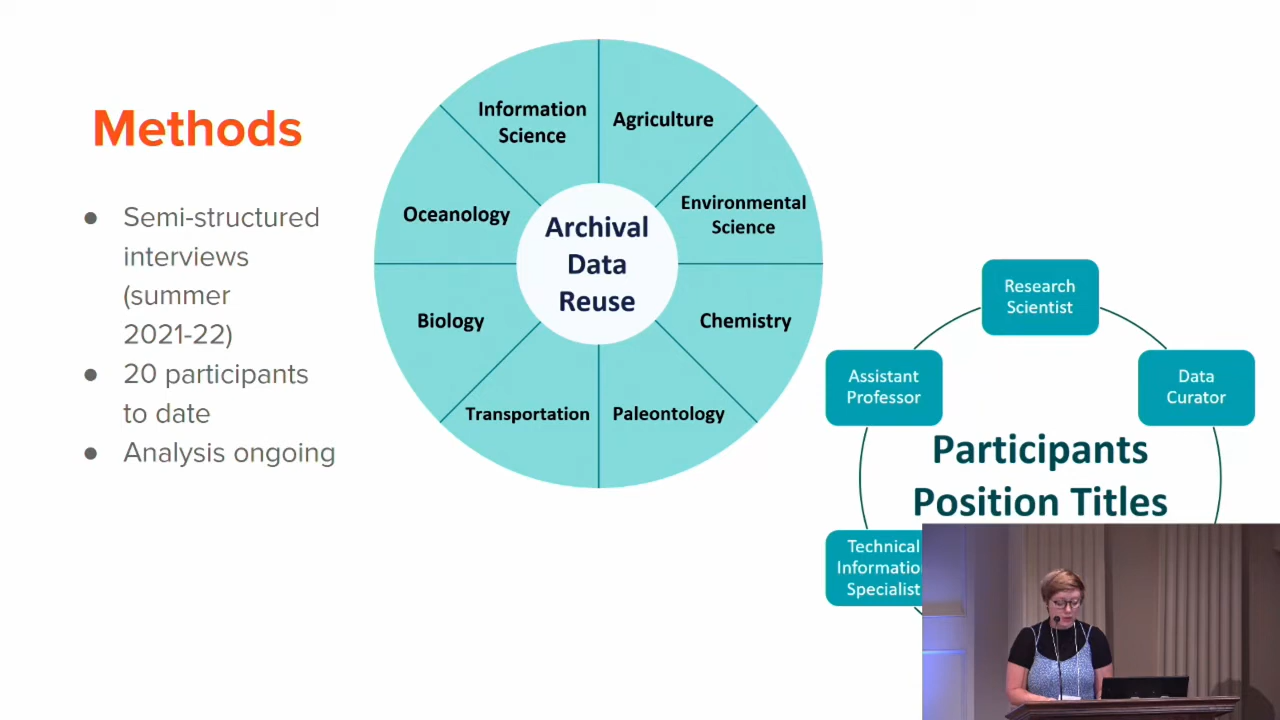 Methods
● Semi-structured
interviews
(summer
2021-22)
● 20 participants
to date
● Analysis ongoing
Information
Science
Agriculture
Environmental
Science
Chemistry
Paleontology
Transportation
Biology
Oceanology
Archival
Data
Reuse
Research
Scientist
Data
Curator
Assistant
Professor
Participants
Position Titles
Technical
Informatio
Specialist